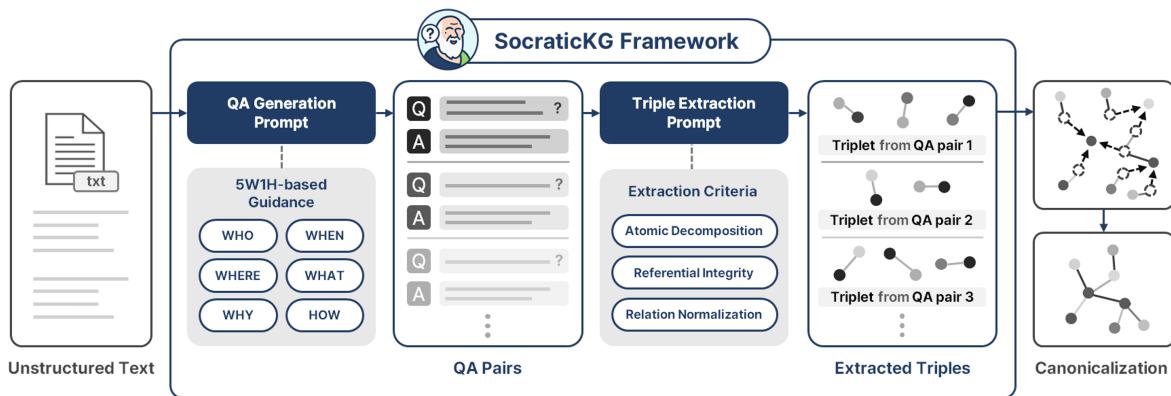 ?
SocraticKG Framework
txt
Unstructured Text
QA Generation
Prompt
5W1H-based
Guidance
WHO
WHEN
WHERE
WHAT
WHY
HOW
Q
?
A
Q
?
A
Q
?
A
QA Pairs
Triple Extraction
Prompt
Extraction Criteria
Atomic Decomposition
Referential Integrity
Relation Normalization
Triplet from QA pair 1
Triplet from QA pair 2
Triplet from QA pair 3
Extracted Triples
Canonicalization